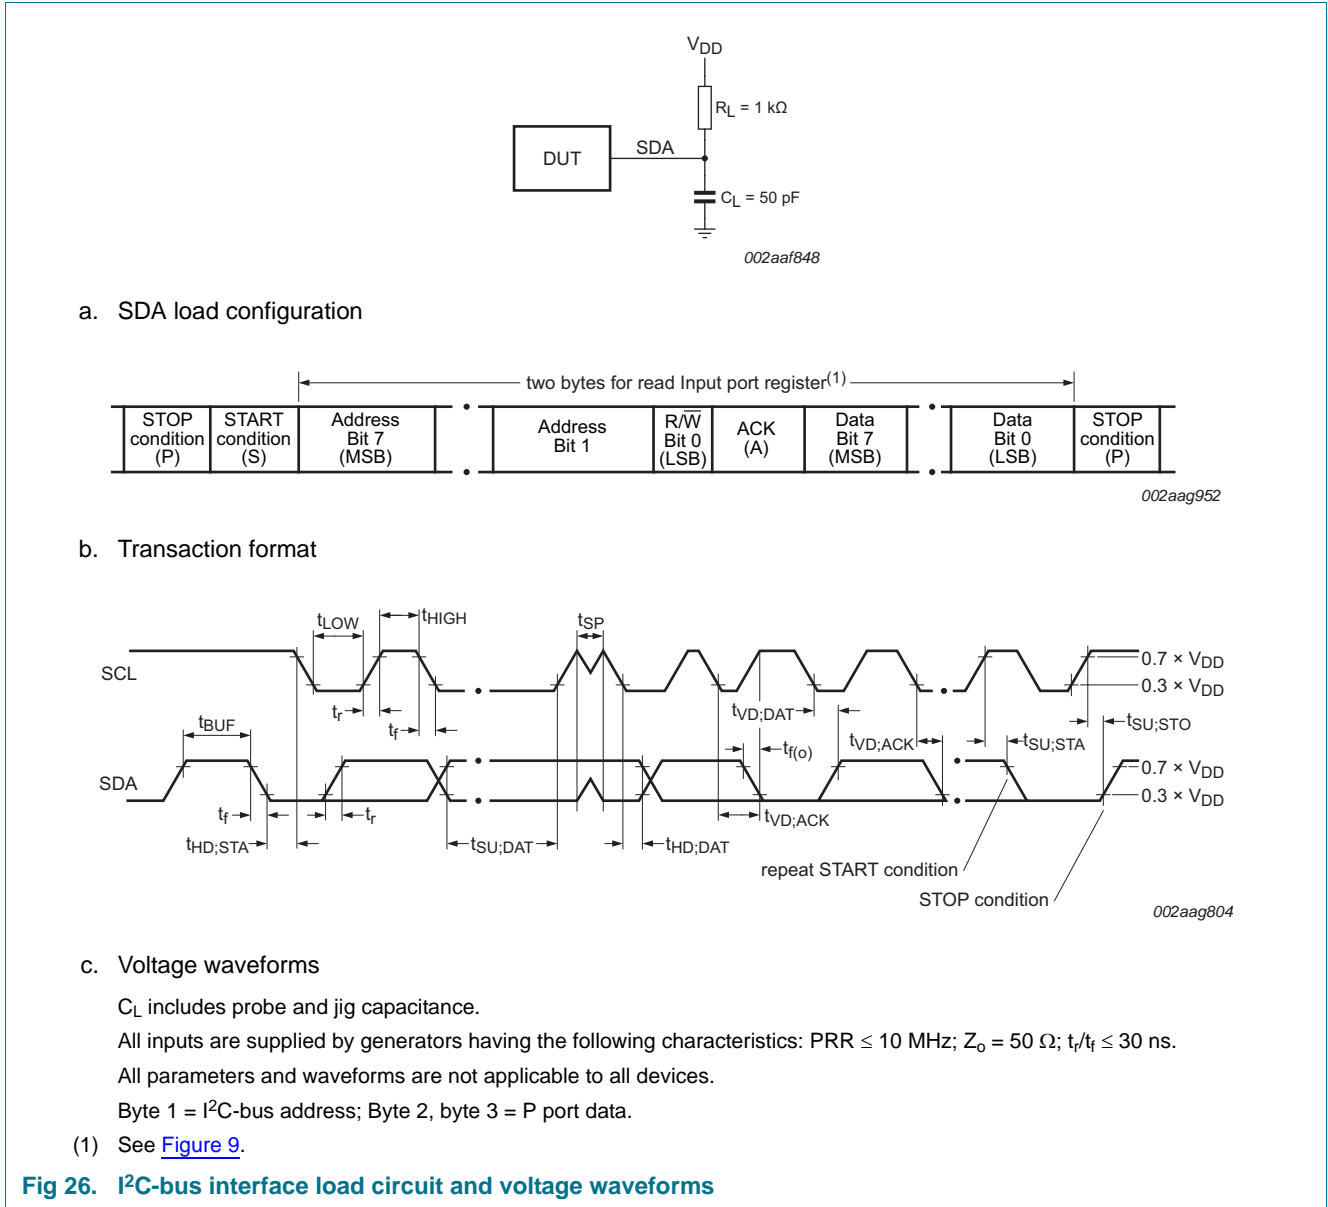 VDD
RL = 1 kΩ
DUT
SDA
CL = 50 pF
002aaf848
a. SDA load configuration
two bytes for read Input port register(1)
STOP condition (P)
START condition (S)
Address Bit 7 (MSB)
Address Bit 1
R/W̅ Bit 0 (LSB)
ACK (A)
Data Bit 7 (MSB)
Data Bit 0 (LSB)
STOP condition (P)
002aag952
b. Transaction format
tLOW
tHIGH
tSP
SCL
0.7 × VDD
0.3 × VDD
tr
tf
tBUF
tVD;DAT
tf(o)
tVD;ACK
tSU;STA
tSU;STO
SDA
0.7 × VDD
0.3 × VDD
tf
tr
tHD;STA
tSU;DAT
tHD;DAT
tVD;ACK
repeat START condition
STOP condition
002aag804
c. Voltage waveforms
CL includes probe and jig capacitance.
All inputs are supplied by generators having the following characteristics: PRR ≤ 10 MHz; Zo = 50 Ω; tr/tf ≤ 30 ns.
All parameters and waveforms are not applicable to all devices.
Byte 1 = I2C-bus address; Byte 2, byte 3 = P port data.
(1) See Figure 9.
Fig 26. I2C-bus interface load circuit and voltage waveforms